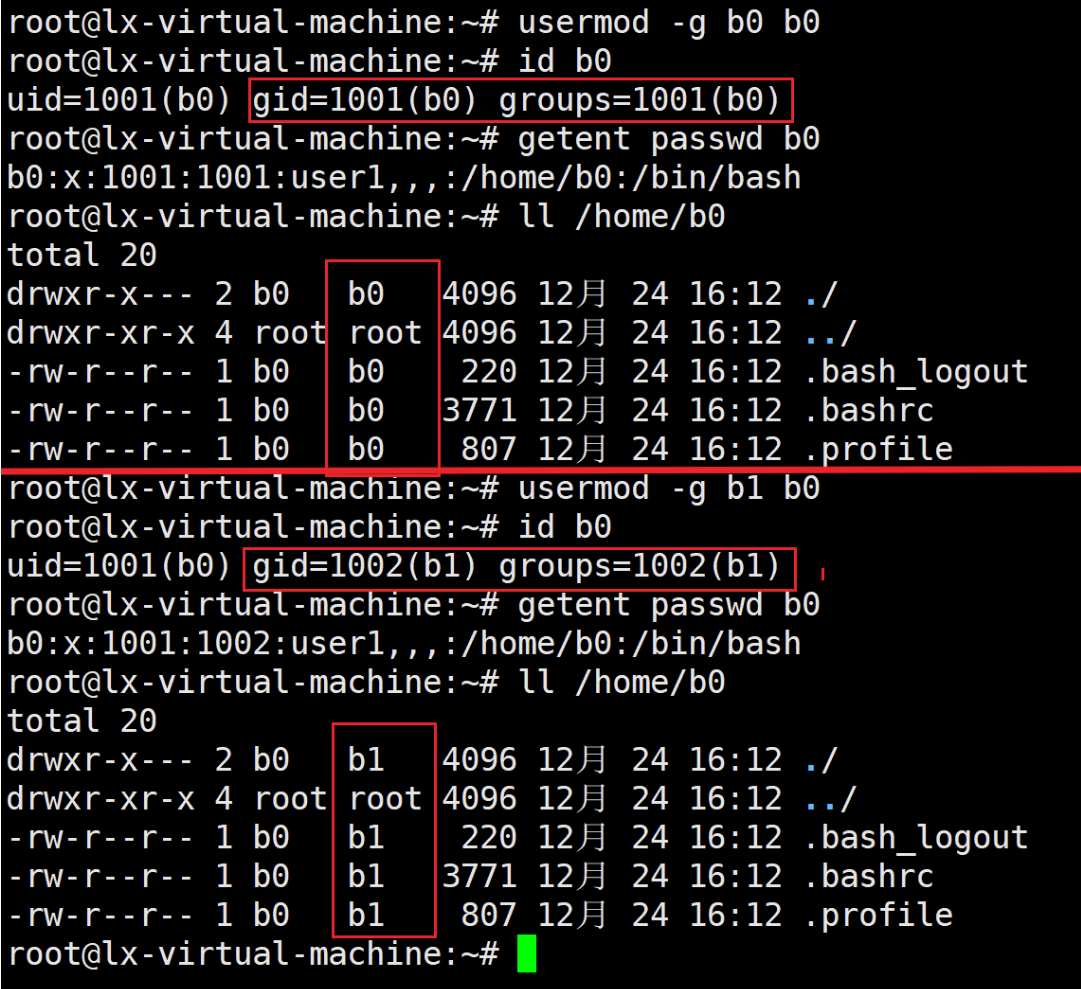 root@lx-virtual-machine:~# usermod -g b0 b0
root@lx-virtual-machine:~# id b0
uid=1001(b0) gid=1001(b0) groups=1001(b0)
root@lx-virtual-machine:~# getent passwd b0
b0:x:1001:1001:user1,,,:/home/b0:/bin/bash
root@lx-virtual-machine:~# ll /home/b0
total 20
drwxr-x--- 2 b0   b0   4096 12月 24 16:12 ./
drwxr-xr-x 4 root root 4096 12月 24 16:12 ../
-rw-r--r-- 1 b0   b0    220 12月 24 16:12 .bash_logout
-rw-r--r-- 1 b0   b0   3771 12月 24 16:12 .bashrc
-rw-r--r-- 1 b0   b0    807 12月 24 16:12 .profile
root@lx-virtual-machine:~# usermod -g b1 b0
root@lx-virtual-machine:~# id b0
uid=1001(b0) gid=1002(b1) groups=1002(b1)
root@lx-virtual-machine:~# getent passwd b0
b0:x:1001:1002:user1,,,:/home/b0:/bin/bash
root@lx-virtual-machine:~# ll /home/b0
total 20
drwxr-x--- 2 b0   b1   4096 12月 24 16:12 ./
drwxr-xr-x 4 root root 4096 12月 24 16:12 ../
-rw-r--r-- 1 b0   b1    220 12月 24 16:12 .bash_logout
-rw-r--r-- 1 b0   b1   3771 12月 24 16:12 .bashrc
-rw-r--r-- 1 b0   b1    807 12月 24 16:12 .profile
root@lx-virtual-machine:~#